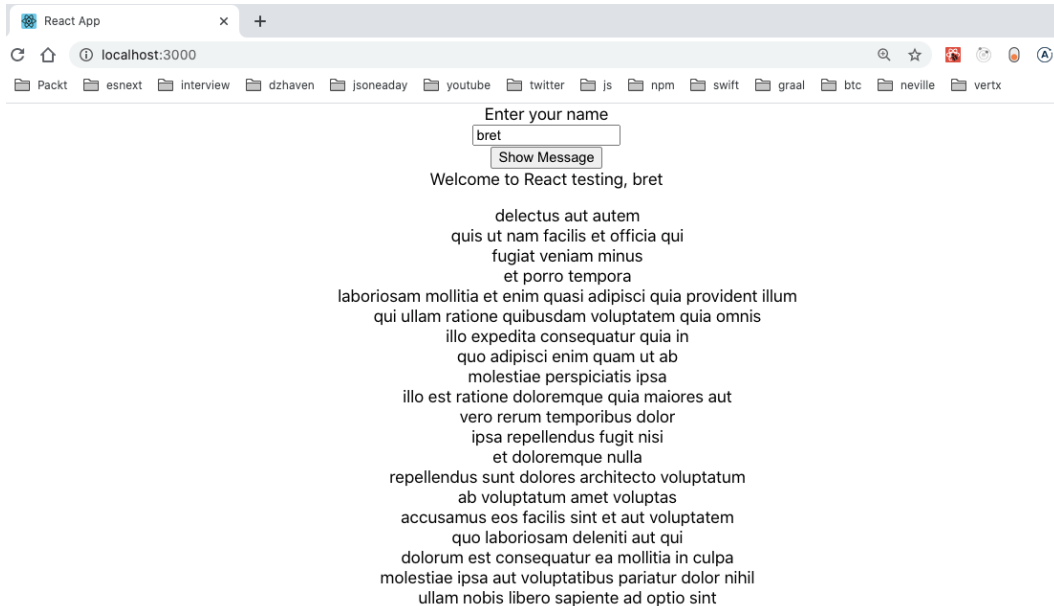 React App
localhost:3000
Packt esnext interview dzhaven jsoneaday youtube twitter js npm swift graal btc neville vertx
Enter your name
bret
Show Message
Welcome to React testing, bret
delectus aut autem
quis ut nam facilis et officia qui
fugiat veniam minus
et porro tempora
laboriosam mollitia et enim quasi adipisci quia provident illum
qui ullam ratione quibusdam voluptatem quia omnis
illo expedita consequatur quia in
quo adipisci enim quam ut ab
molestiae perspiciatis ipsa
illo est ratione doloremque quia maiores aut
vero rerum temporibus dolor
ipsa repellendus fugit nisi
et doloremque nulla
repellendus sunt dolores architecto voluptatum
ab voluptatum amet voluptas
accusamus eos facilis sint et aut voluptatem
quo laboriosam deleniti aut qui
dolorum est consequatur ea mollitia in culpa
molestiae ipsa aut voluptatibus pariatur dolor nihil
ullam nobis libero sapiente ad optio sint